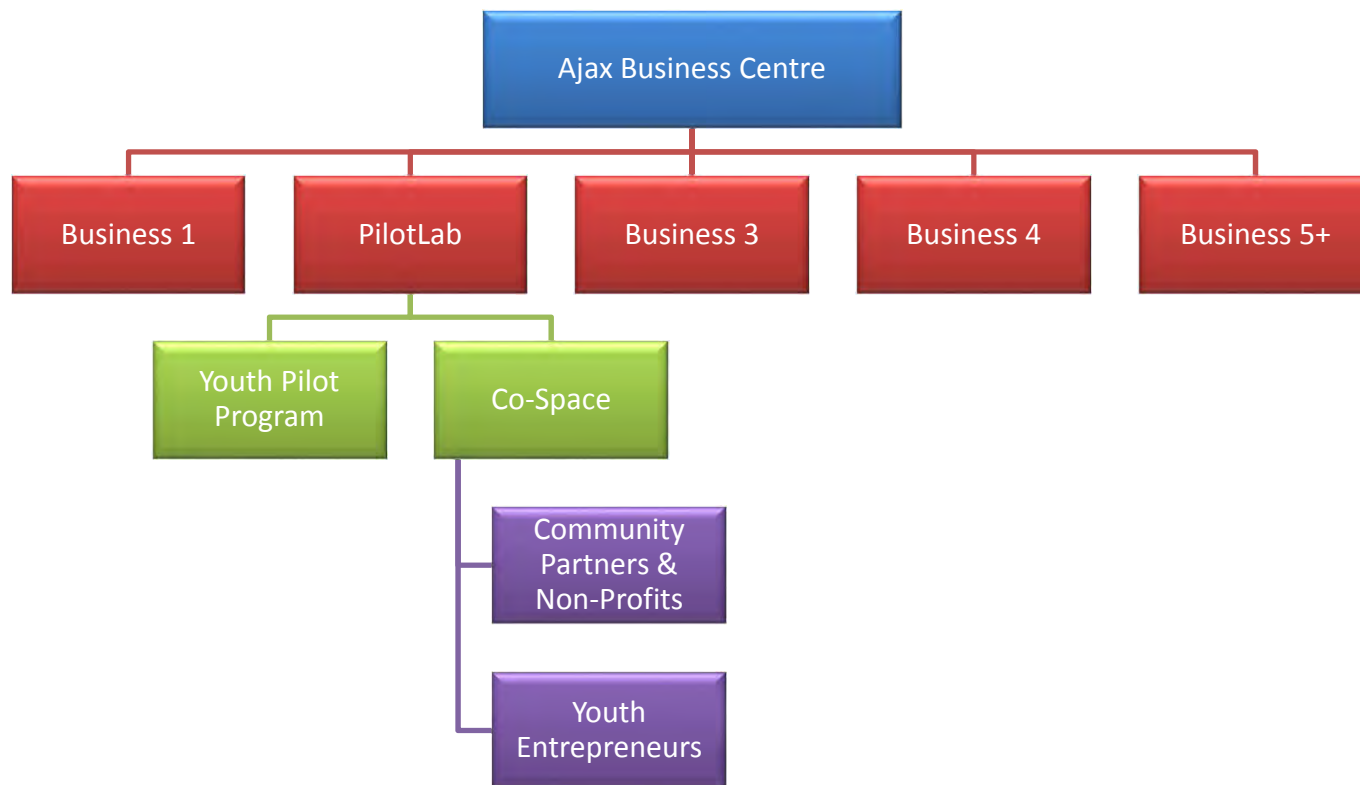 Ajax Business Centre
Business 1
PilotLab
Business 3
Business 4
Business 5+
Youth Pilot
Program
Co-Space
Community
Partners &
Non-Profits
Youth
Entrepreneurs